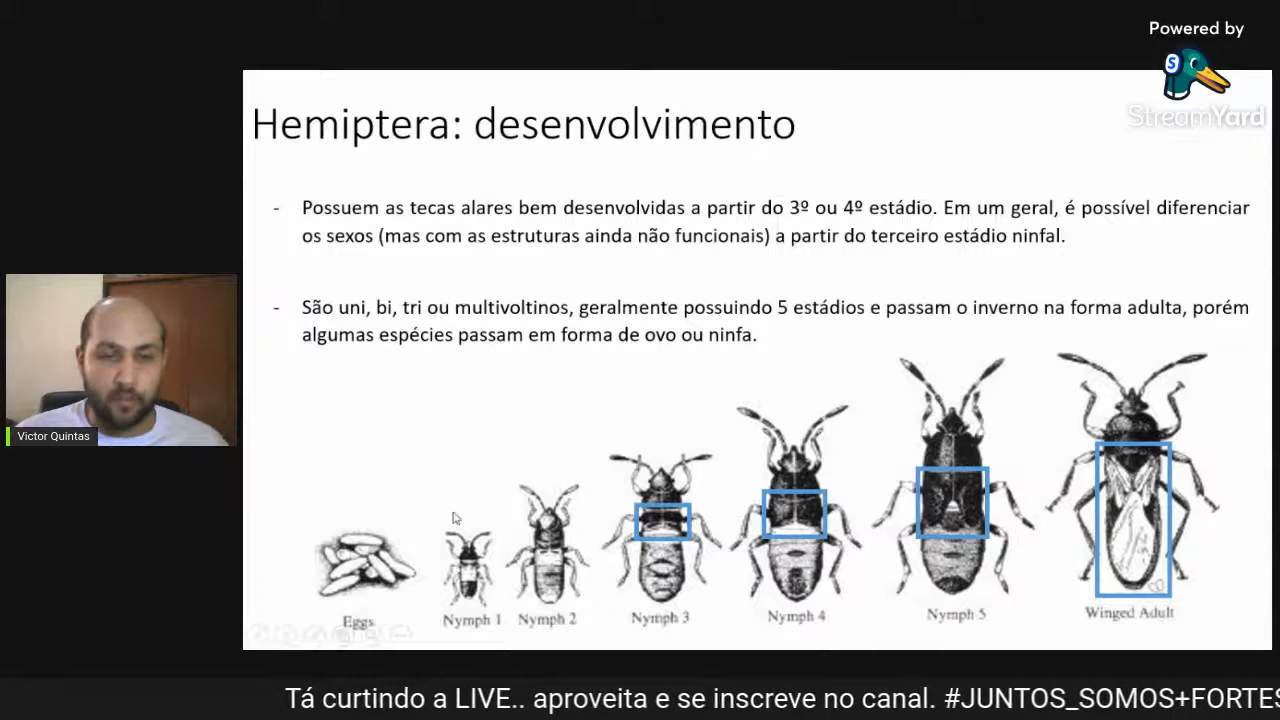 Powered by
StreamYard
Hemiptera: desenvolvimento
- Possuem as tecas alares bem desenvolvidas a partir do 3º ou 4º estádio. Em um geral, é possível diferenciar
os sexos (mas com as estruturas ainda não funcionais) a partir do terceiro estádio ninfal.
- São uni, bi, tri ou multivoltinos, geralmente possuindo 5 estádios e passam o inverno na forma adulta, porém
algumas espécies passam em forma de ovo ou ninfa.
Victor Quintas
Eggs
Nymph 1
Nymph 2
Nymph 3
Nymph 4
Nymph 5
Winged Adult
Tá curtindo a LIVE.. aproveita e se inscreve no canal. #JUNTOS_SOMOS+FORTES